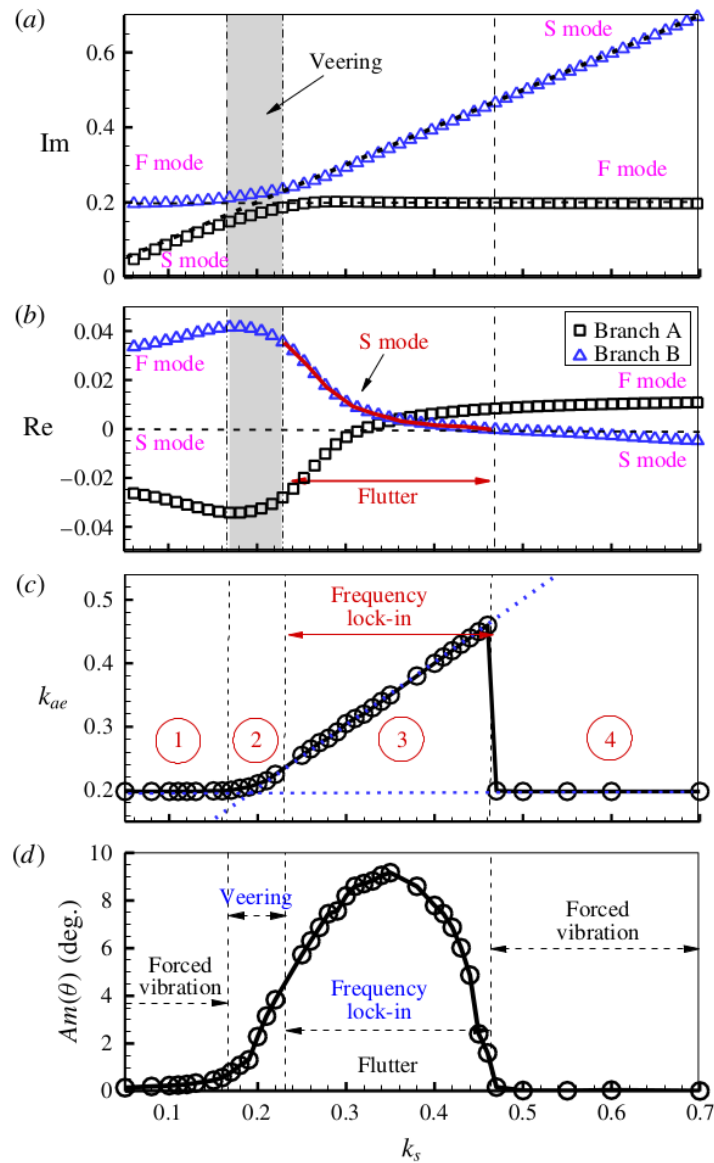 (a)
0.6
0.4
0.2
0
Im
Veering
S mode
F mode
F mode
S mode
(b)
0.04
0.02
0
−0.02
−0.04
Re
Branch A
Branch B
S mode
F mode
F mode
S mode
S mode
Flutter
(c)
0.5
0.4
0.3
0.2
k_ae
Frequency
lock-in
1
2
3
4
(d)
10
8
6
4
2
0
Am(θ) (deg.)
Veering
Forced
vibration
Forced
vibration
Frequency
lock-in
Flutter
0.1 0.2 0.3 0.4 0.5 0.6 0.7
k_s